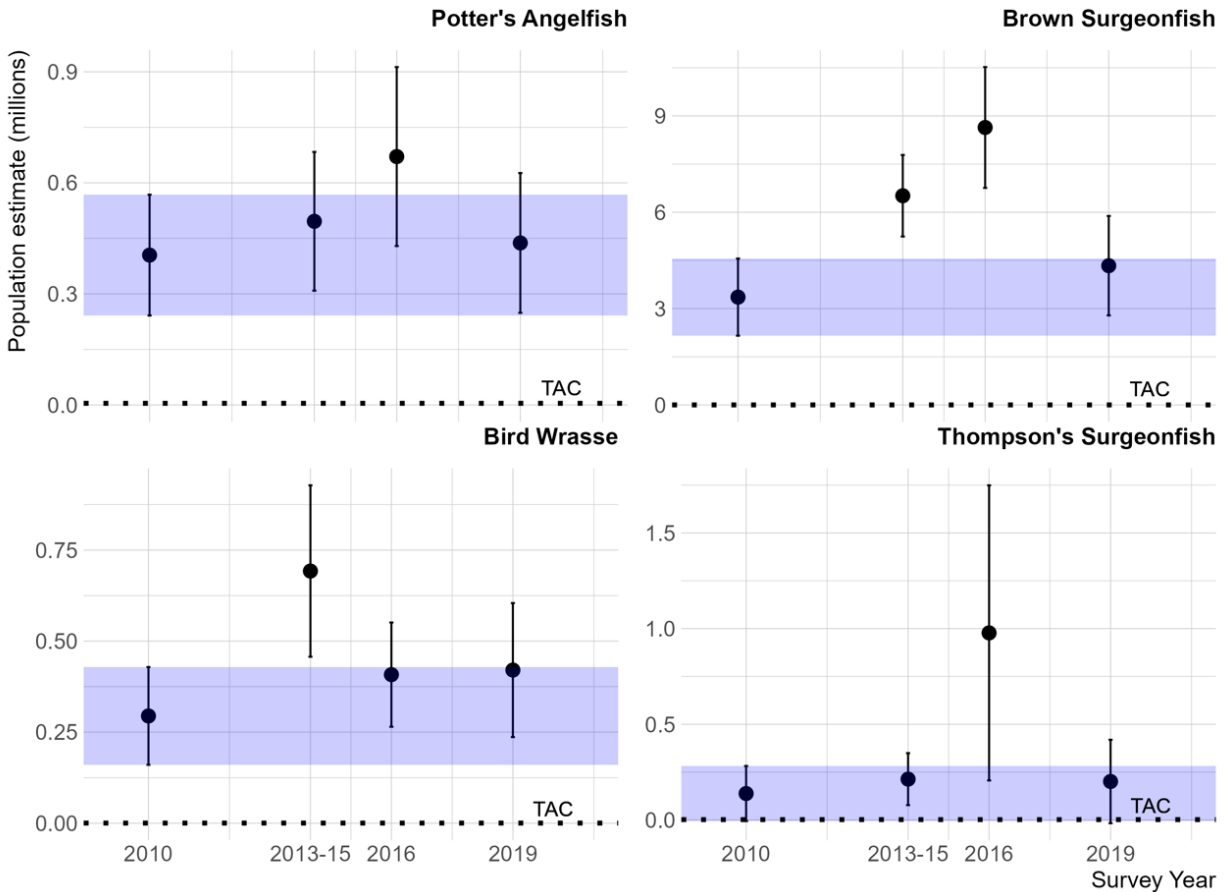 Potter's Angelfish
Brown Surgeonfish
Population estimate (millions)
0.9
0.6
0.3
0.0
TAC
9
6
3
0
TAC
Bird Wrasse
Thompson's Surgeonfish
0.75
0.50
0.25
0.00
TAC
2010 2013-15 2016 2019
1.5
1.0
0.5
0.0
TAC
2010 2013-15 2016 2019
Survey Year